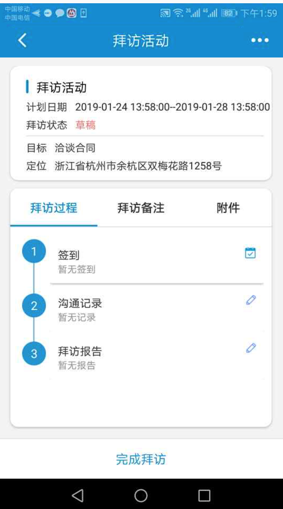 中国移动
中国电信
下午1:59
拜访活动
拜访活动
计划日期 2019-01-24 13:58:00--2019-01-28 13:58:00
拜访状态 草稿
目标 洽谈合同
定位 浙江省杭州市余杭区双梅花路1258号
拜访过程 拜访备注 附件
1 签到
暂无签到
2 沟通记录
暂无记录
3 拜访报告
暂无报告
完成拜访